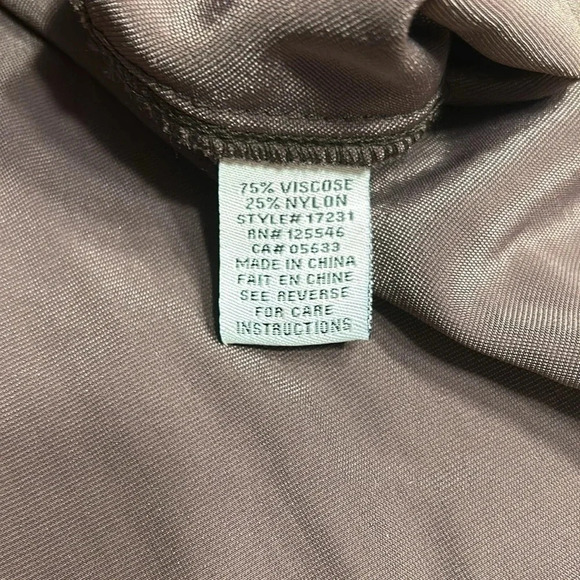 75% VISCOSE
25% NYLON
STYLE# 17231
RN# 125546
CA# 05633
MADE IN CHINA
FAIT EN CHINE
SEE REVERSE
FOR CARE
INSTRUCTIONS